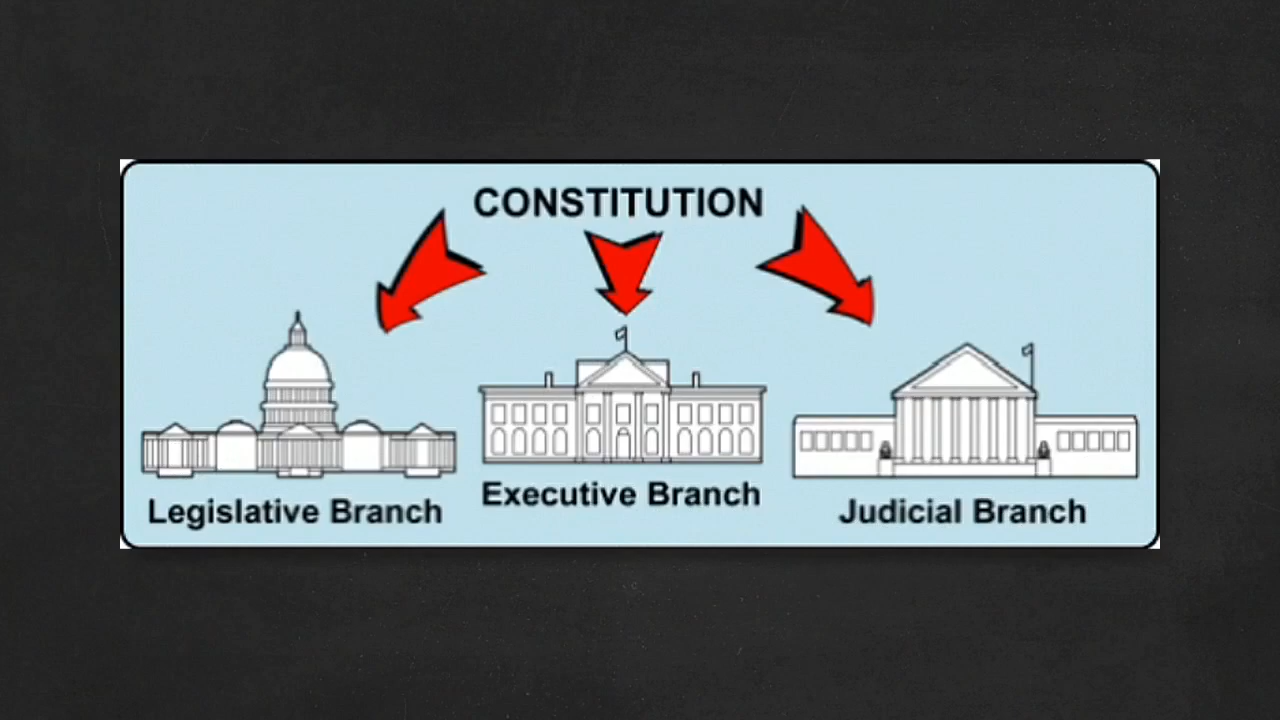 CONSTITUTION
Legislative Branch
Executive Branch
Judicial Branch